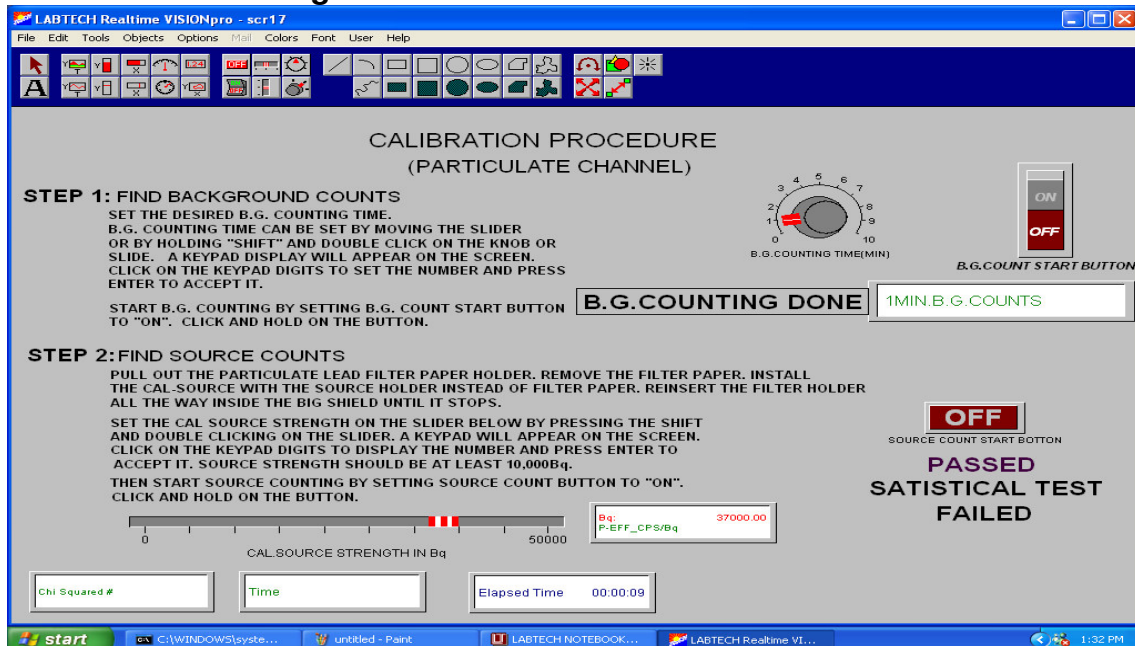 LABTECH Realtime VISIONpro - scr17
File Edit Tools Objects Options Mail Colors Font User Help
OFF
A
CALIBRATION PROCEDURE
(PARTICULATE CHANNEL)
STEP 1: FIND BACKGROUND COUNTS
SET THE DESIRED B.G. COUNTING TIME.
B.G. COUNTING TIME CAN BE SET BY MOVING THE SLIDER
OR BY HOLDING "SHIFT" AND DOUBLE CLICK ON THE KNOB OR
SLIDE. A KEYPAD DISPLAY WILL APPEAR ON THE SCREEN.
CLICK ON THE KEYPAD DIGITS TO SET THE NUMBER AND PRESS
ENTER TO ACCEPT IT.
0 1 2 3 4 5 6 7 8 9 10
B.G.COUNTING TIME(MIN)
ON
OFF
B.G.COUNT START BUTTON
START B.G. COUNTING BY SETTING B.G. COUNT START BUTTON
TO "ON". CLICK AND HOLD ON THE BUTTON.
B.G.COUNTING DONE
1MIN.B.G.COUNTS
STEP 2: FIND SOURCE COUNTS
PULL OUT THE PARTICULATE LEAD FILTER PAPER HOLDER. REMOVE THE FILTER PAPER. INSTALL
THE CAL-SOURCE WITH THE SOURCE HOLDER INSTEAD OF FILTER PAPER. REINSERT THE FILTER HOLDER
ALL THE WAY INSIDE THE BIG SHIELD UNTIL IT STOPS.
SET THE CAL SOURCE STRENGTH ON THE SLIDER BELOW BY PRESSING THE SHIFT
AND DOUBLE CLICKING ON THE SLIDER. A KEYPAD WILL APPEAR ON THE SCREEN.
CLICK ON THE KEYPAD DIGITS TO DISPLAY THE NUMBER AND PRESS ENTER TO
ACCEPT IT. SOURCE STRENGTH SHOULD BE AT LEAST 10,000Bq.
THEN START SOURCE COUNTING BY SETTING SOURCE COUNT BUTTON TO "ON".
CLICK AND HOLD ON THE BUTTON.
OFF
SOURCE COUNT START BOTTON
PASSED
SATISTICAL TEST
FAILED
0 50000
CAL.SOURCE STRENGTH IN Bq
Bq: 37000.00
P-EFF_CPS/Bq
Chi Squared #
Time
Elapsed Time 00:00:09
start
C:\WINDOWS\syste...
untitled - Paint
LABTECH NOTEBOOK...
LABTECH Realtime VI...
1:32 PM